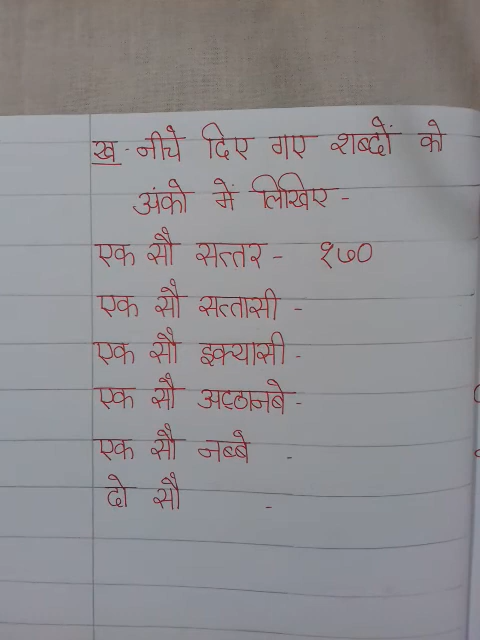 ख - नीचे दिए गए शब्दों को
अंको में लिखिए -
एक सौ सत्तर - १७०
एक सौ सत्तासी -
एक सौ इक्यासी -
एक सौ अट्ठानबे -
एक सौ नब्बे -
दो सौ -